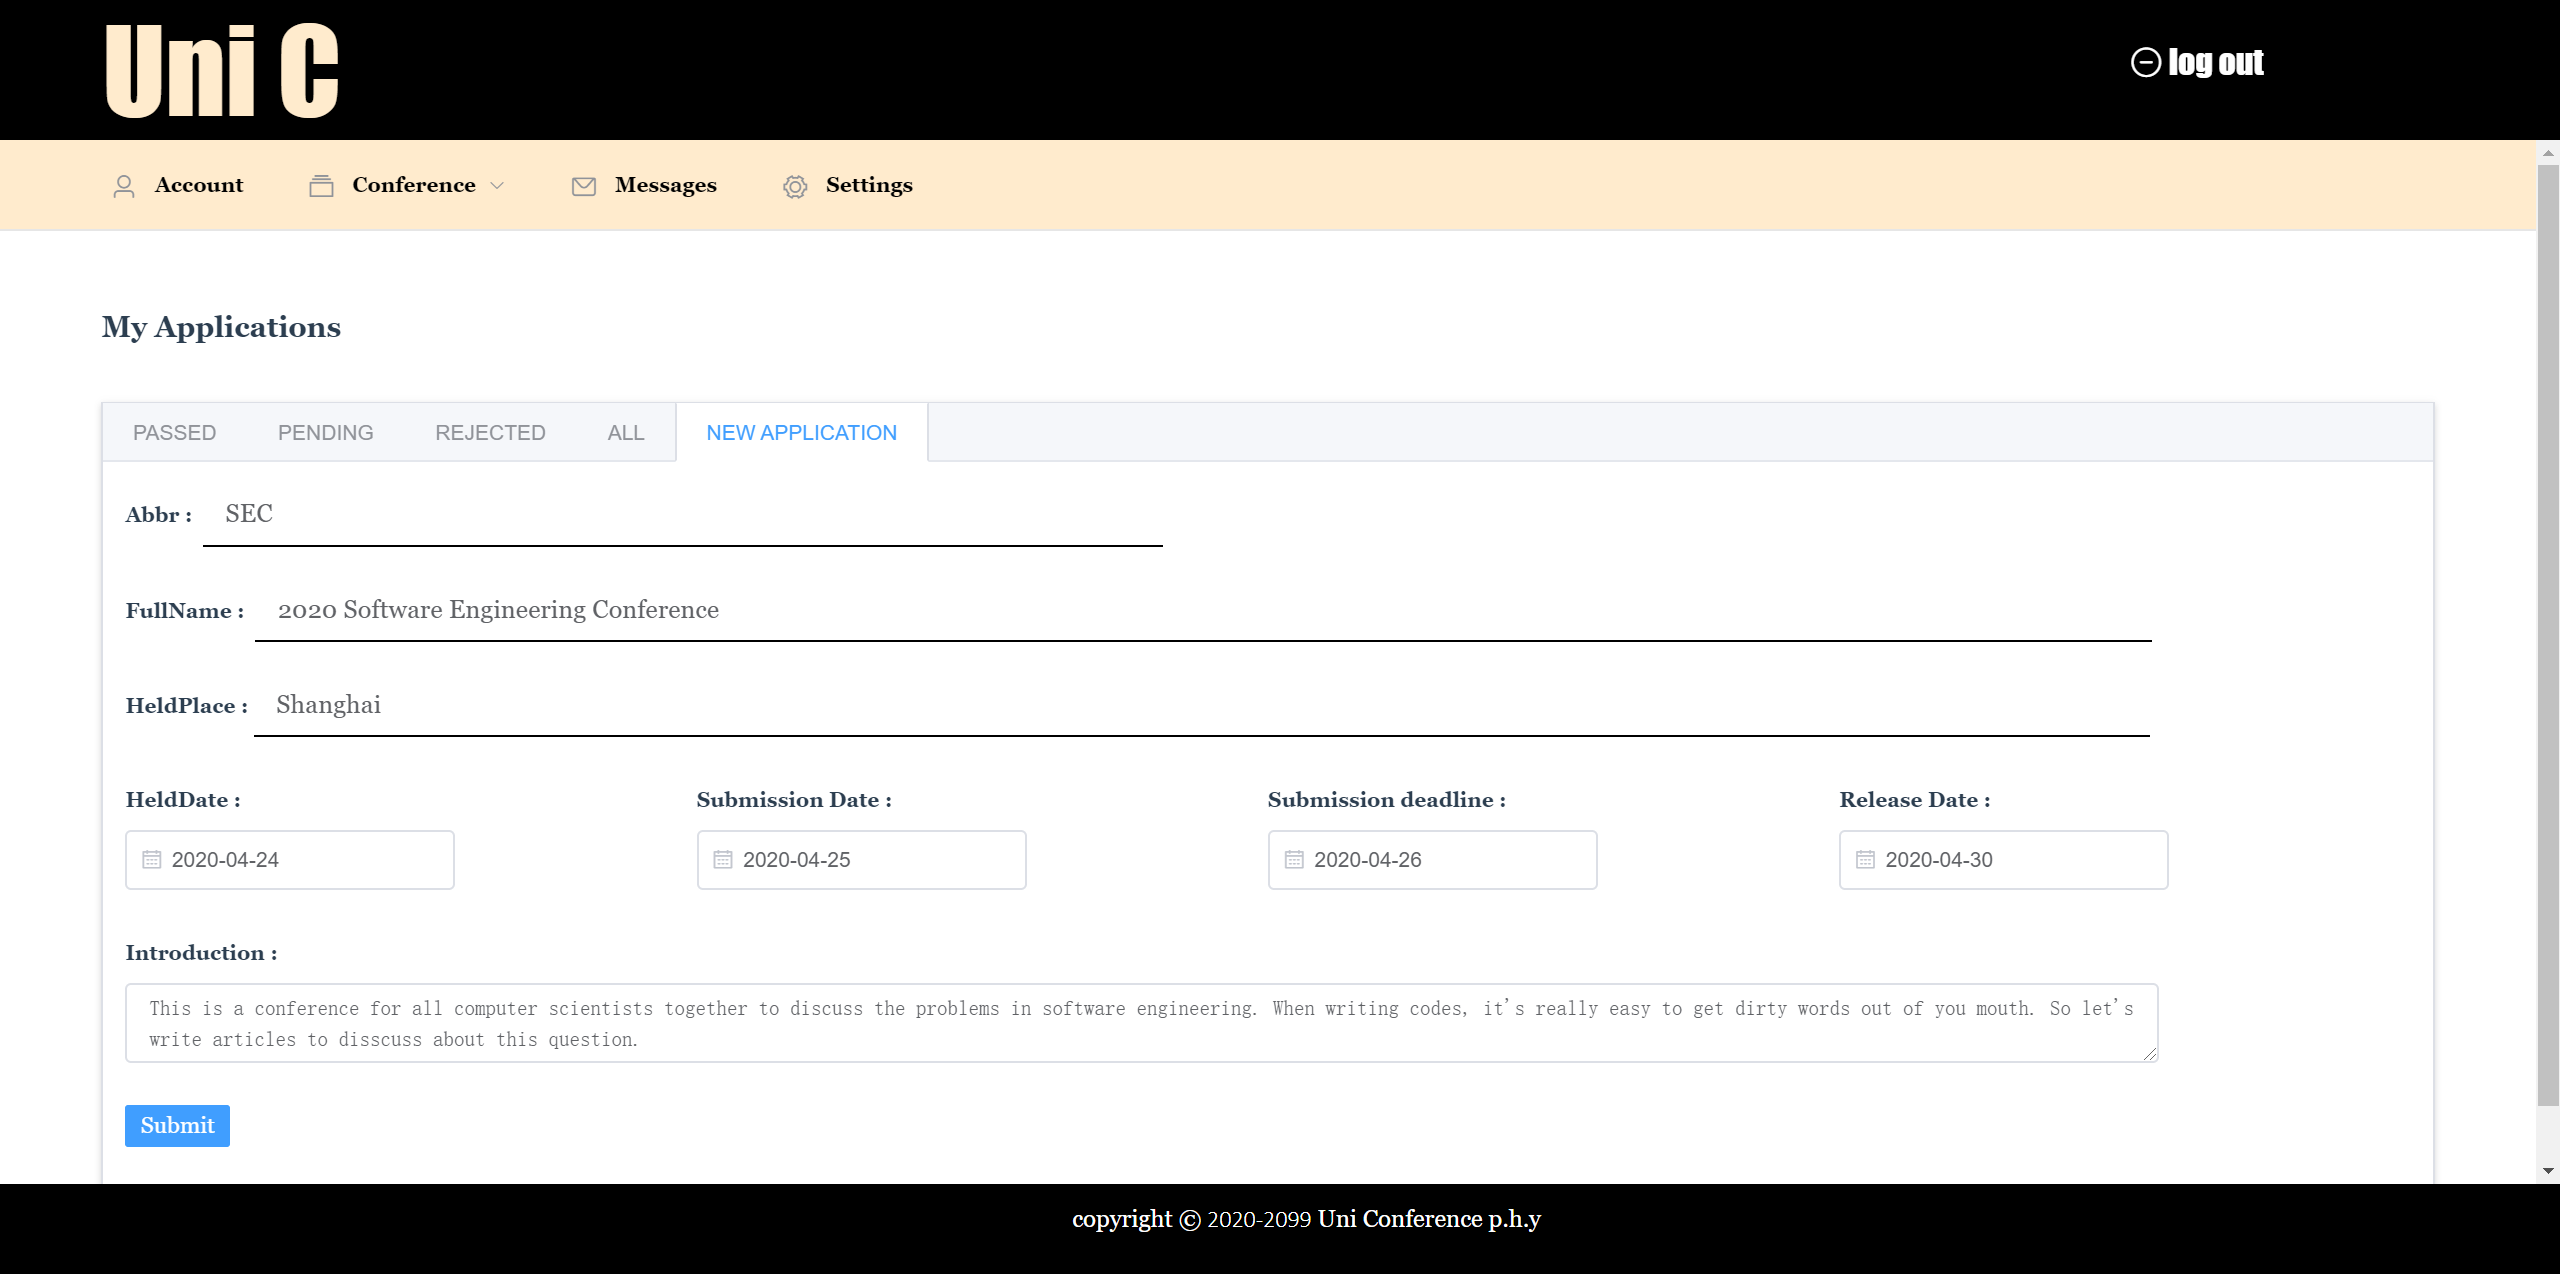 Uni C
log out
Account Conference Messages Settings
My Applications
PASSED PENDING REJECTED ALL NEW APPLICATION
Abbr : SEC
FullName : 2020 Software Engineering Conference
HeldPlace : Shanghai
HeldDate : Submission Date : Submission deadline : Release Date :
2020-04-24 2020-04-25 2020-04-26 2020-04-30
Introduction :
This is a conference for all computer scientists together to discuss the problems in software engineering. When writing codes, it's really easy to get dirty words out of you mouth. So let's
write articles to disscuss about this question.
Submit
copyright © 2020-2099 Uni Conference p.h.y